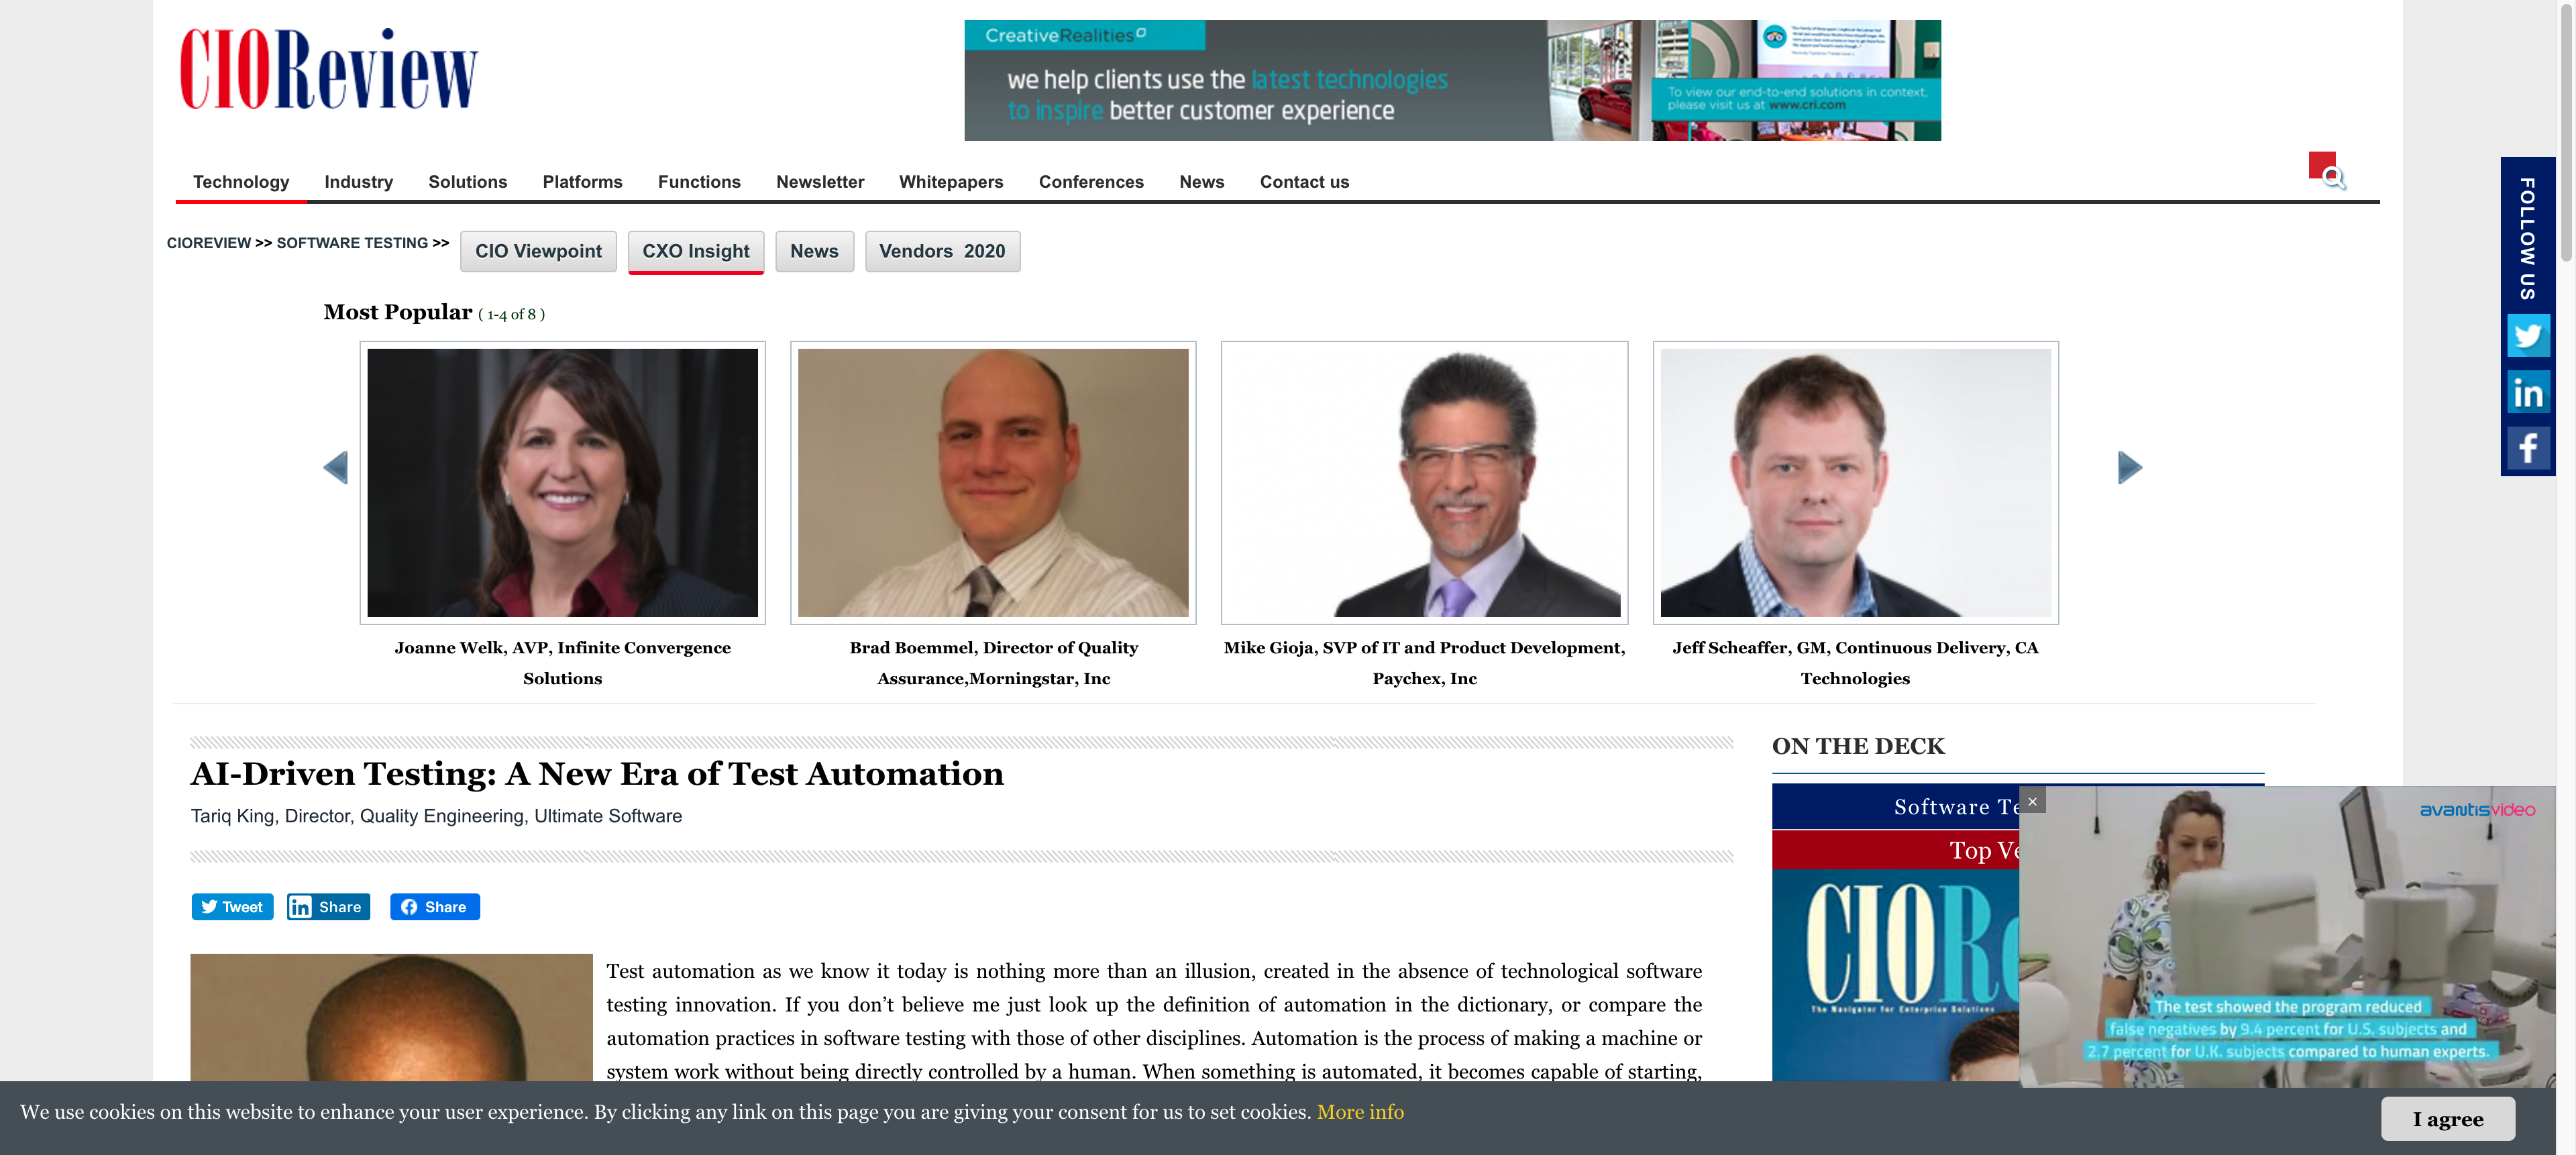 CIOReview
CreativeRealities
we help clients use the latest technologies
to inspire better customer experience
To view our end-to-end solutions in context,
please visit us at www.cri.com
Technology Industry Solutions Platforms Functions Newsletter Whitepapers Conferences News Contact us
CIOREVIEW >> SOFTWARE TESTING >>
CIO Viewpoint CXO Insight News Vendors 2020
FOLLOW US
Most Popular ( 1-4 of 8 )
Joanne Welk, AVP, Infinite Convergence
Solutions
Brad Boemmel, Director of Quality
Assurance,Morningstar, Inc
Mike Gioja, SVP of IT and Product Development,
Paychex, Inc
Jeff Scheaffer, GM, Continuous Delivery, CA
Technologies
AI-Driven Testing: A New Era of Test Automation
Tariq King, Director, Quality Engineering, Ultimate Software
Tweet
Share
Share
Test automation as we know it today is nothing more than an illusion, created in the absence of technological software
testing innovation. If you don’t believe me just look up the definition of automation in the dictionary, or compare the
automation practices in software testing with those of other disciplines. Automation is the process of making a machine or
system work without being directly controlled by a human. When something is automated, it becomes capable of starting,
ON THE DECK
Software Te
Top Ve
CIORe
The Navigator for Enterprise Solutions
avantisvideo
The test showed the program reduced
false negatives by 9.4 percent for U.S. subjects and
2.7 percent for U.K. subjects compared to human experts.
We use cookies on this website to enhance your user experience. By clicking any link on this page you are giving your consent for us to set cookies. More info
I agree